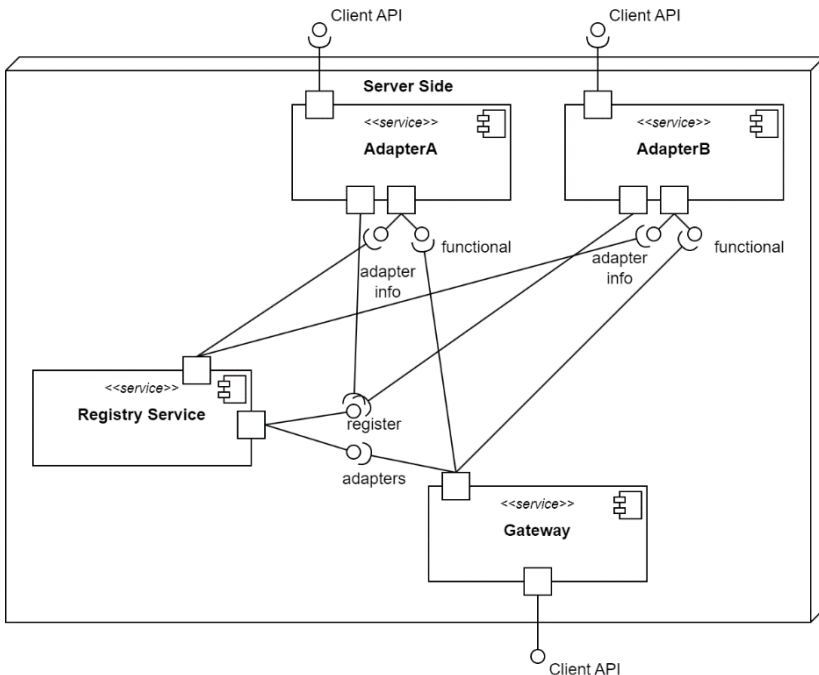 Client API
Client API
Server Side
<<service>>
AdapterA
<<service>>
AdapterB
functional
adapter
info
functional
adapter
info
<<service>>
Registry Service
register
adapters
<<service>>
Gateway
Client API